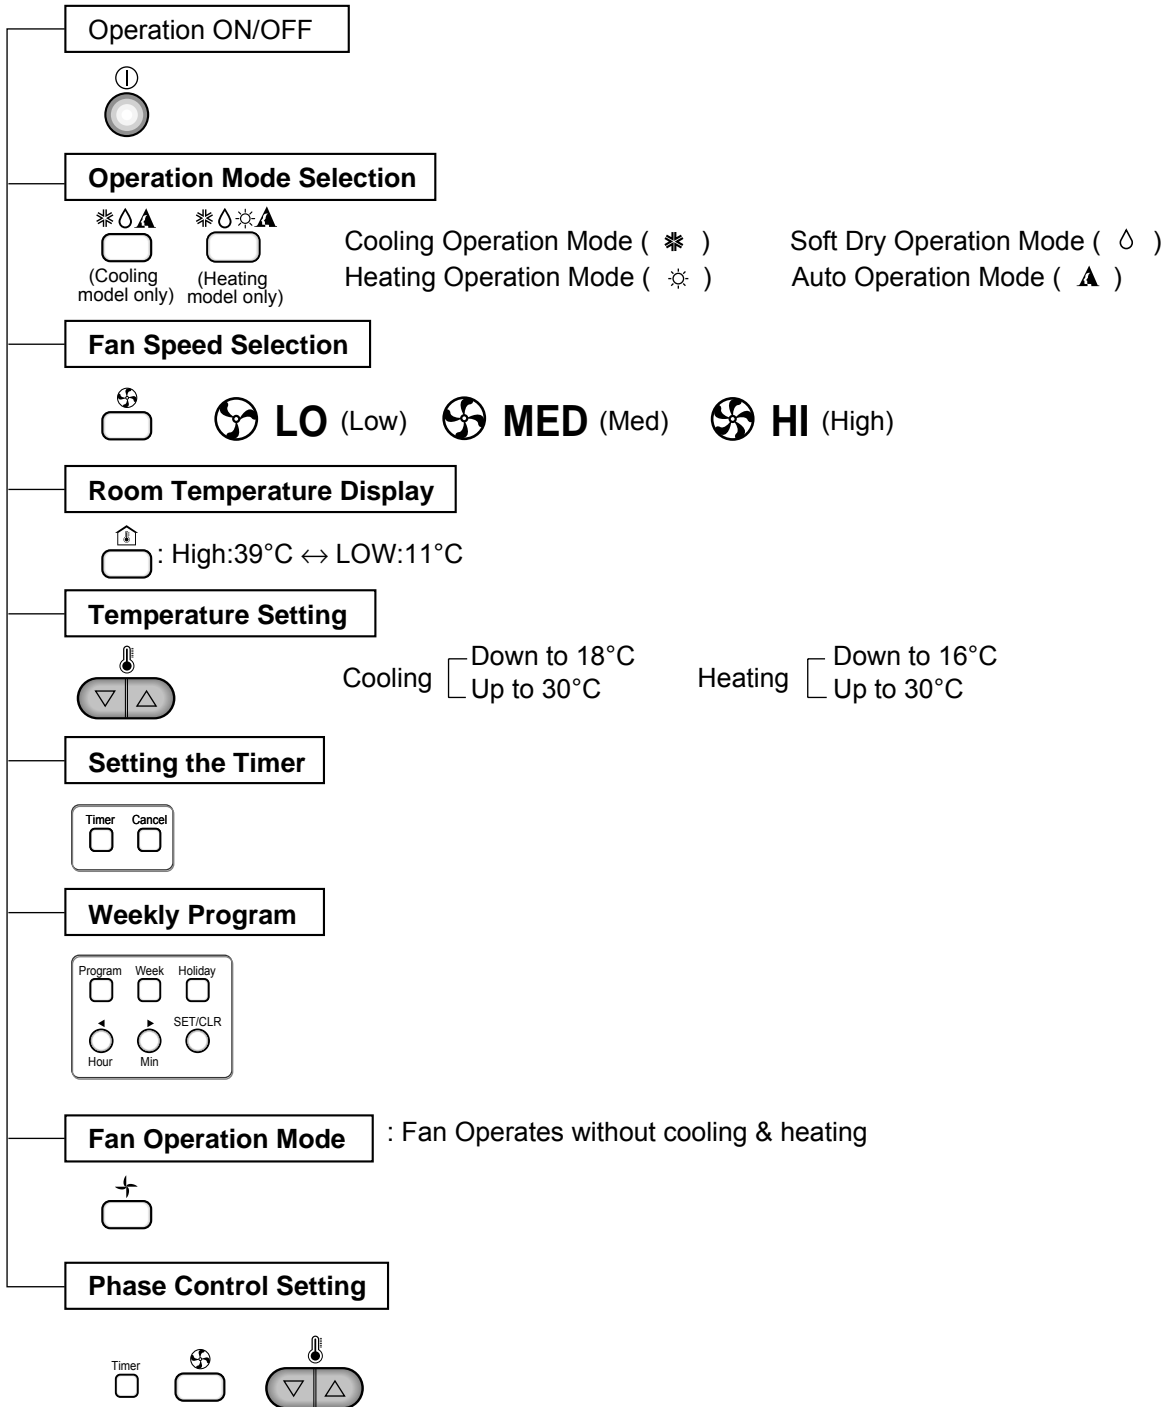 Operation ON/OFF
Operation Mode Selection
(Cooling model only)
(Heating model only)
Cooling Operation Mode ( ❋ )
Soft Dry Operation Mode ( 💧 )
Heating Operation Mode ( ☼ )
Auto Operation Mode ( A )
Fan Speed Selection
LO (Low) MED (Med) HI (High)
Room Temperature Display
: High:39°C ↔ LOW:11°C
Temperature Setting
Cooling
Down to 18°C
Up to 30°C
Heating
Down to 16°C
Up to 30°C
Setting the Timer
Timer Cancel
Weekly Program
Program Week Holiday
SET/CLR
Hour Min
Fan Operation Mode : Fan Operates without cooling & heating
Phase Control Setting
Timer